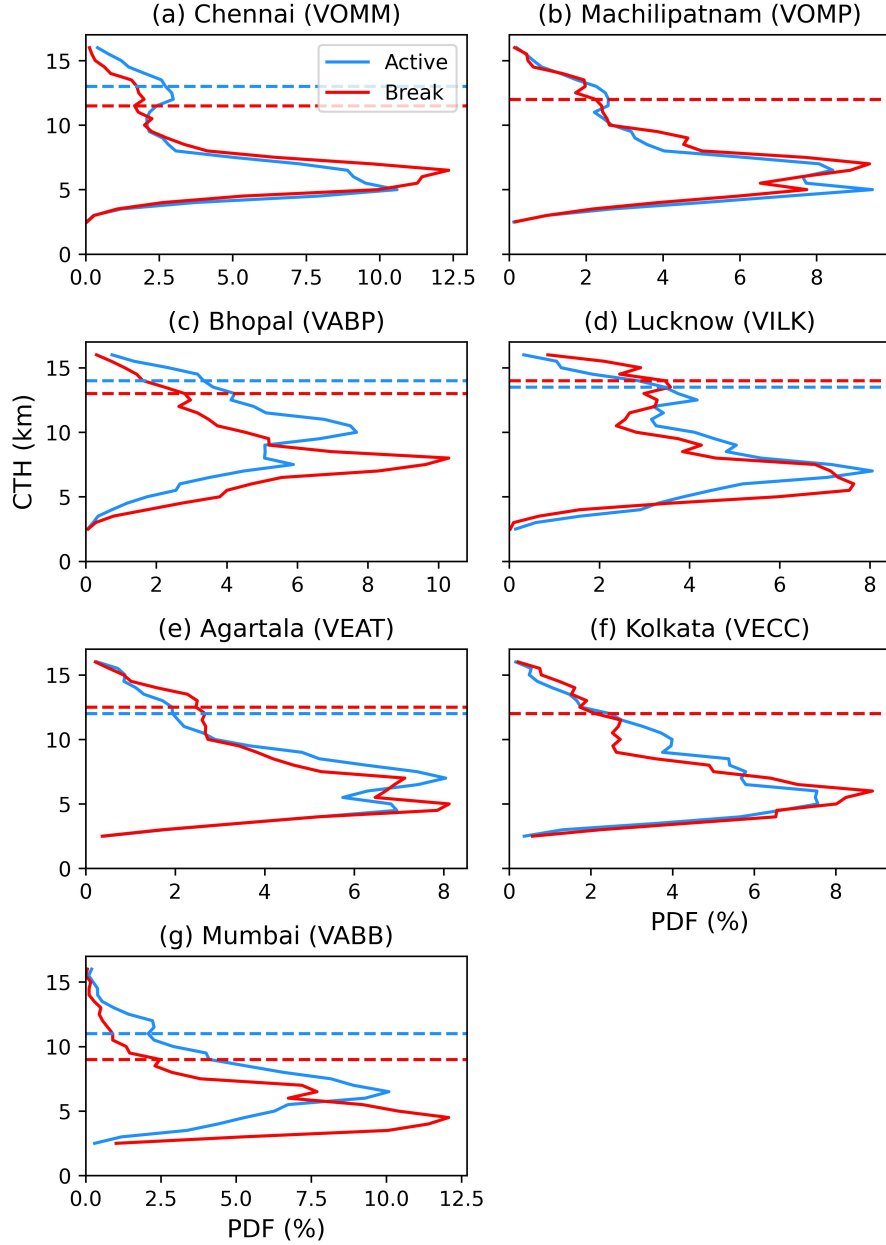 (a) Chennai (VOMM)
(b) Machilipatnam (VOMP)
Active
Break
15
10
5
0
0.0 2.5 5.0 7.5 10.0 12.5
15
10
5
0
0 2 4 6 8
(c) Bhopal (VABP)
(d) Lucknow (VILK)
CTH (km)
15
10
5
0
0 2 4 6 8 10
15
10
5
0
0 2 4 6 8
(e) Agartala (VEAT)
(f) Kolkata (VECC)
15
10
5
0
0 2 4 6 8
15
10
5
0
0 2 4 6 8
PDF (%)
(g) Mumbai (VABB)
15
10
5
0
0.0 2.5 5.0 7.5 10.0 12.5
PDF (%)